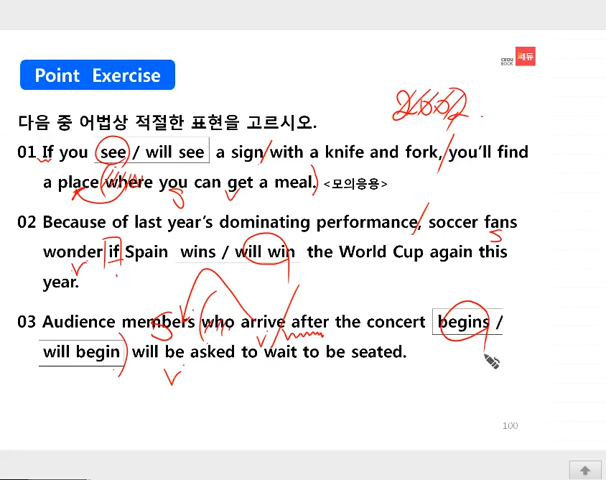 에듀
Point Exercise
다음 중 어법상 적절한 표현을 고르시오.
01 If you see / will see a sign with a knife and fork, you’ll find
a place where you can get a meal. <모의응용>
02 Because of last year’s dominating performance, soccer fans
wonder if Spain wins / will win the World Cup again this
year.
03 Audience members who arrive after the concert begins /
will begin will be asked to wait to be seated.
100